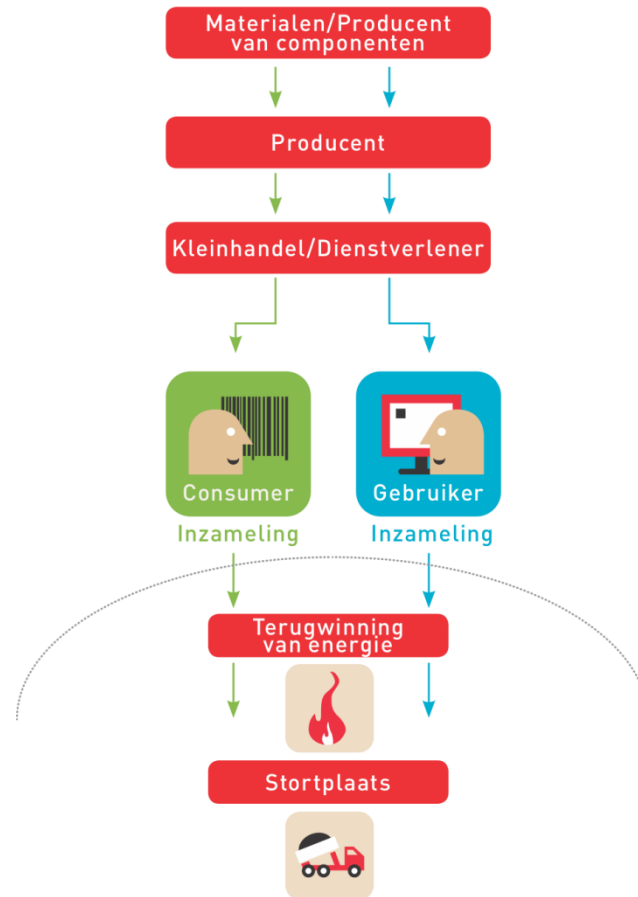 Materialen/Producent
van componenten
Producent
Kleinhandel/Dienstverlener
Consumer
Gebruiker
Inzameling
Inzameling
Terugwinning
van energie
Stortplaats